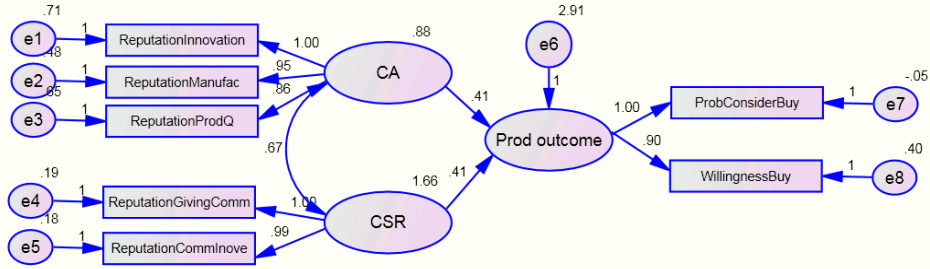 .71
e1
1
ReputationInnovation
1.00
.48
e2
1
ReputationManufac
.95
.65
e3
1
ReputationProdQ
.86
.88
CA
.67
.19
e4
1
ReputationGivingComm
1.00
.18
e5
1
ReputationCommInove
.99
1.66
CSR
.41
.41
2.91
e6
1
Prod outcome
1.00
ProbConsiderBuy
1
-.05
e7
.90
WillingnessBuy
1
.40
e8